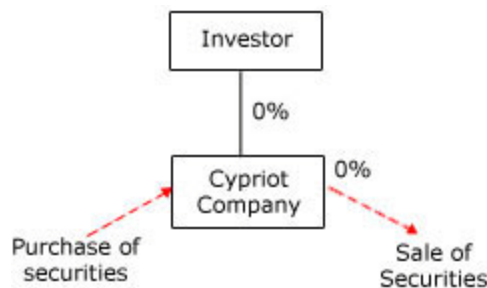 Investor
0%
0%
Cypriot
Company
Purchase of
securities
Sale of
Securities